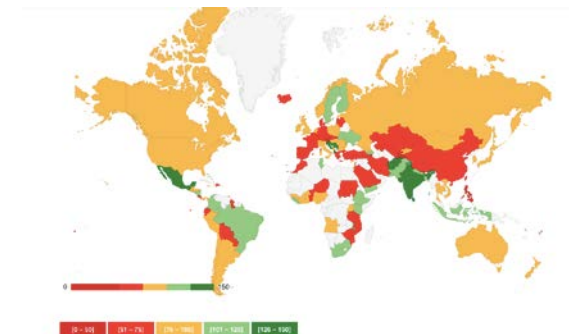 0 150
[0 – 50] [51 – 75] [76 – 100] [101 – 125] [126 – 150]